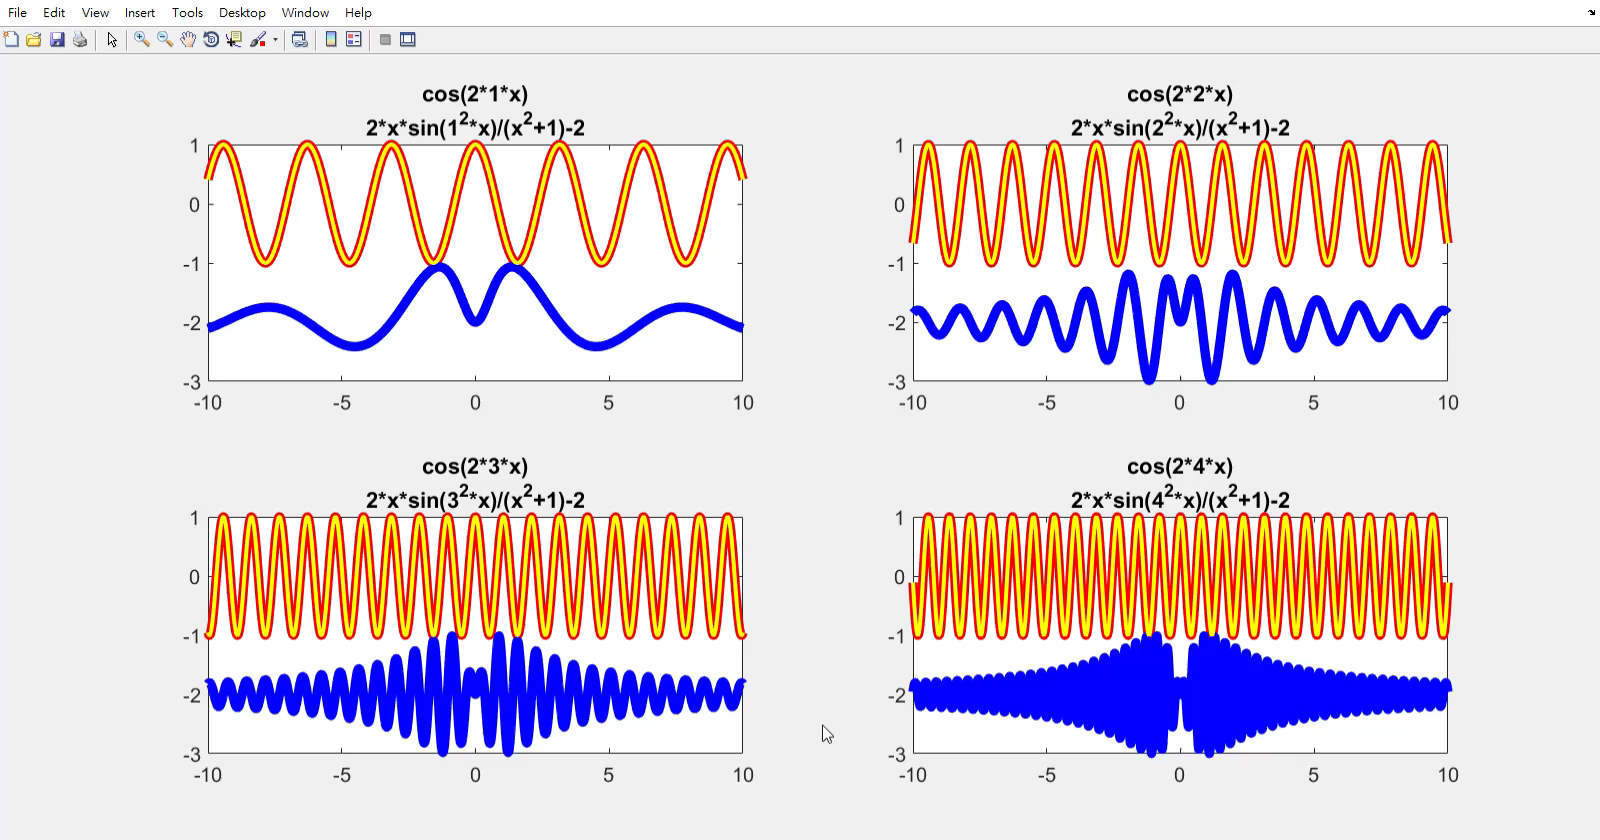 File Edit View Insert Tools Desktop Window Help
cos(2*1*x)
2*x*sin(1²*x)/(x²+1)-2
1
0
-1
-2
-3
-10 -5 0 5 10
cos(2*2*x)
2*x*sin(2²*x)/(x²+1)-2
1
0
-1
-2
-3
-10 -5 0 5 10
cos(2*3*x)
2*x*sin(3²*x)/(x²+1)-2
1
0
-1
-2
-3
-10 -5 0 5 10
cos(2*4*x)
2*x*sin(4²*x)/(x²+1)-2
1
0
-1
-2
-3
-10 -5 0 5 10